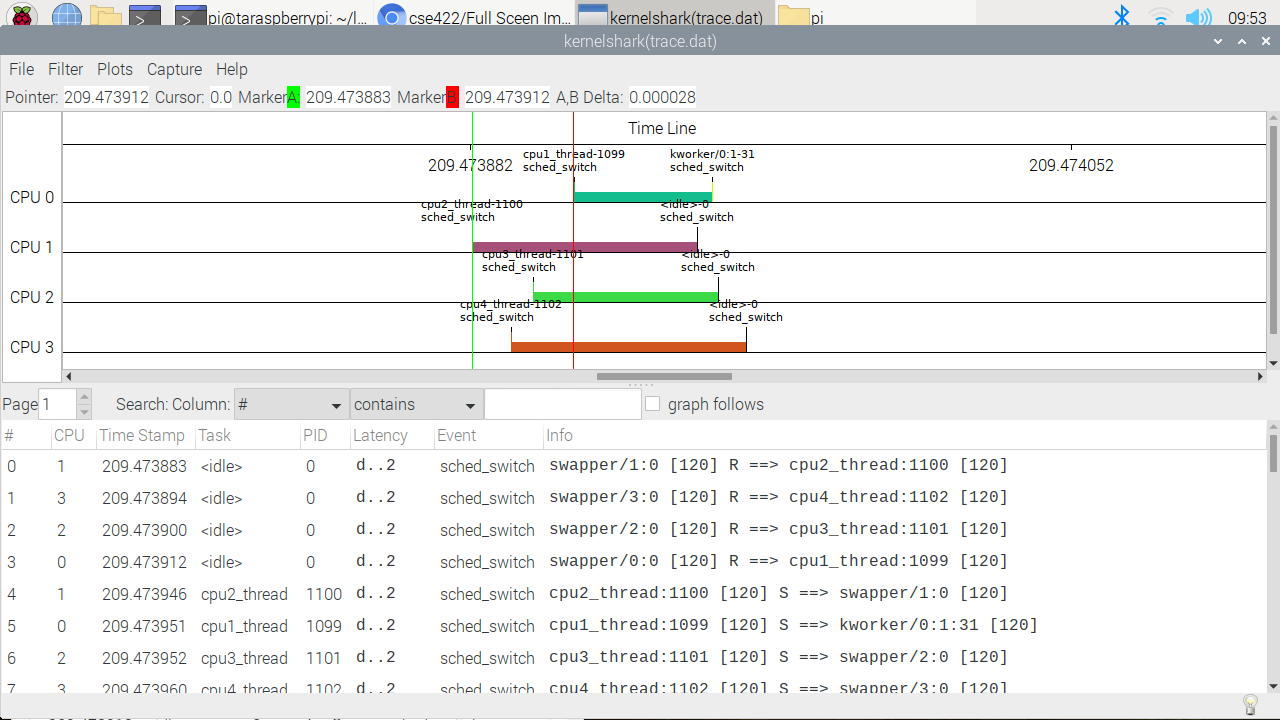 pi@taraspberrypi: ~/l... cse422/Full Sceen Im... kernelshark(trace.dat) pi 09:53
kernelshark(trace.dat)
File Filter Plots Capture Help
Pointer: 209.473912 Cursor: 0.0 MarkerA: 209.473883 MarkerB: 209.473912 A,B Delta: 0.000028
Time Line
209.473882 209.474052
cpu1_thread-1099 kworker/0:1-31
sched_switch sched_switch
CPU 0
cpu2_thread-1100 <idle>-0
sched_switch sched_switch
CPU 1
cpu3_thread-1101 <idle>-0
sched_switch sched_switch
CPU 2
cpu4_thread-1102 <idle>-0
sched_switch sched_switch
CPU 3
Page 1 Search: Column: # contains graph follows
# CPU Time Stamp Task PID Latency Event Info
0 1 209.473883 <idle> 0 d..2 sched_switch swapper/1:0 [120] R ==> cpu2_thread:1100 [120]
1 3 209.473894 <idle> 0 d..2 sched_switch swapper/3:0 [120] R ==> cpu4_thread:1102 [120]
2 2 209.473900 <idle> 0 d..2 sched_switch swapper/2:0 [120] R ==> cpu3_thread:1101 [120]
3 0 209.473912 <idle> 0 d..2 sched_switch swapper/0:0 [120] R ==> cpu1_thread:1099 [120]
4 1 209.473946 cpu2_thread 1100 d..2 sched_switch cpu2_thread:1100 [120] S ==> swapper/1:0 [120]
5 0 209.473951 cpu1_thread 1099 d..2 sched_switch cpu1_thread:1099 [120] S ==> kworker/0:1:31 [120]
6 2 209.473952 cpu3_thread 1101 d..2 sched_switch cpu3_thread:1101 [120] S ==> swapper/2:0 [120]
7 3 209.473960 cpu4_thread 1102 d..2 sched_switch cpu4_thread:1102 [120] S ==> swapper/3:0 [120]